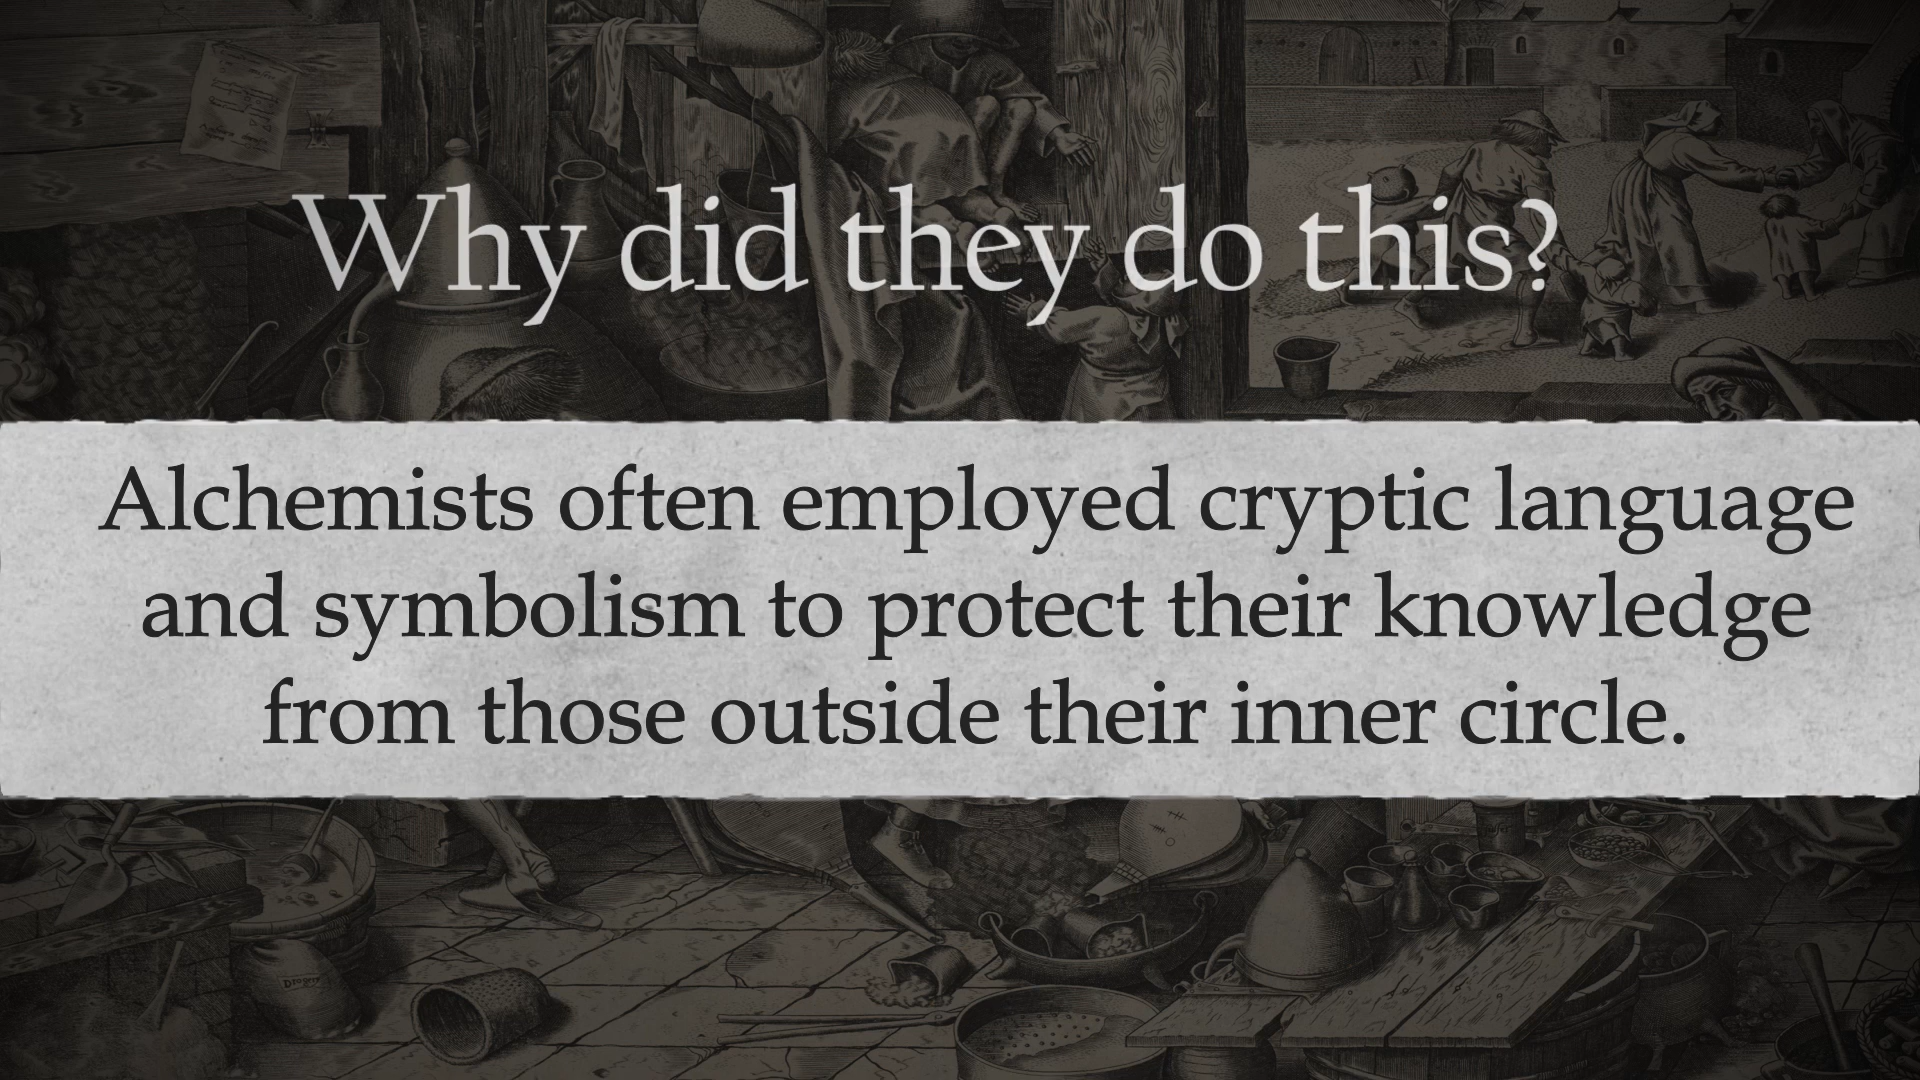 Why did they do this?
Alchemists often employed cryptic language
and symbolism to protect their knowledge
from those outside their inner circle.